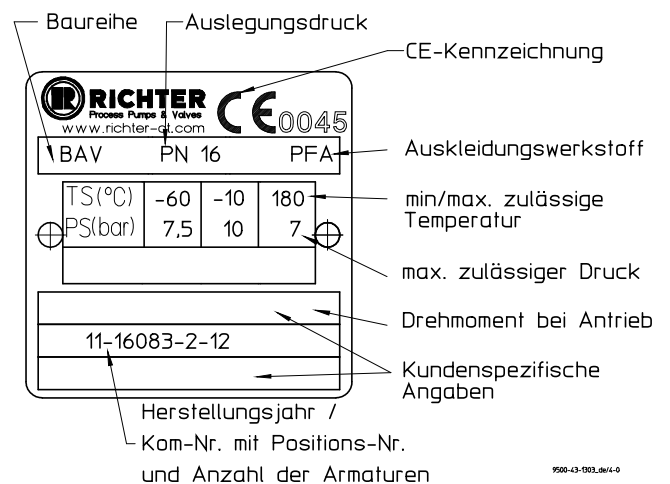 Baureihe
Auslegungsdruck
CE-Kennzeichnung
RICHTER
Process Pumps & Valves
www.richter-ct.com
CE 0045
BAV PN 16 PFA
Auskleidungswerkstoff
TS(°C) -60 -10 180
PS(bar) 7,5 10 7
min/max. zulässige
Temperatur
max. zulässiger Druck
Drehmoment bei Antrieb
11-16083-2-12
Kundenspezifische
Angaben
Herstellungsjahr /
Kom-Nr. mit Positions-Nr.
und Anzahl der Armaturen
9500-43-1303_de/4-0